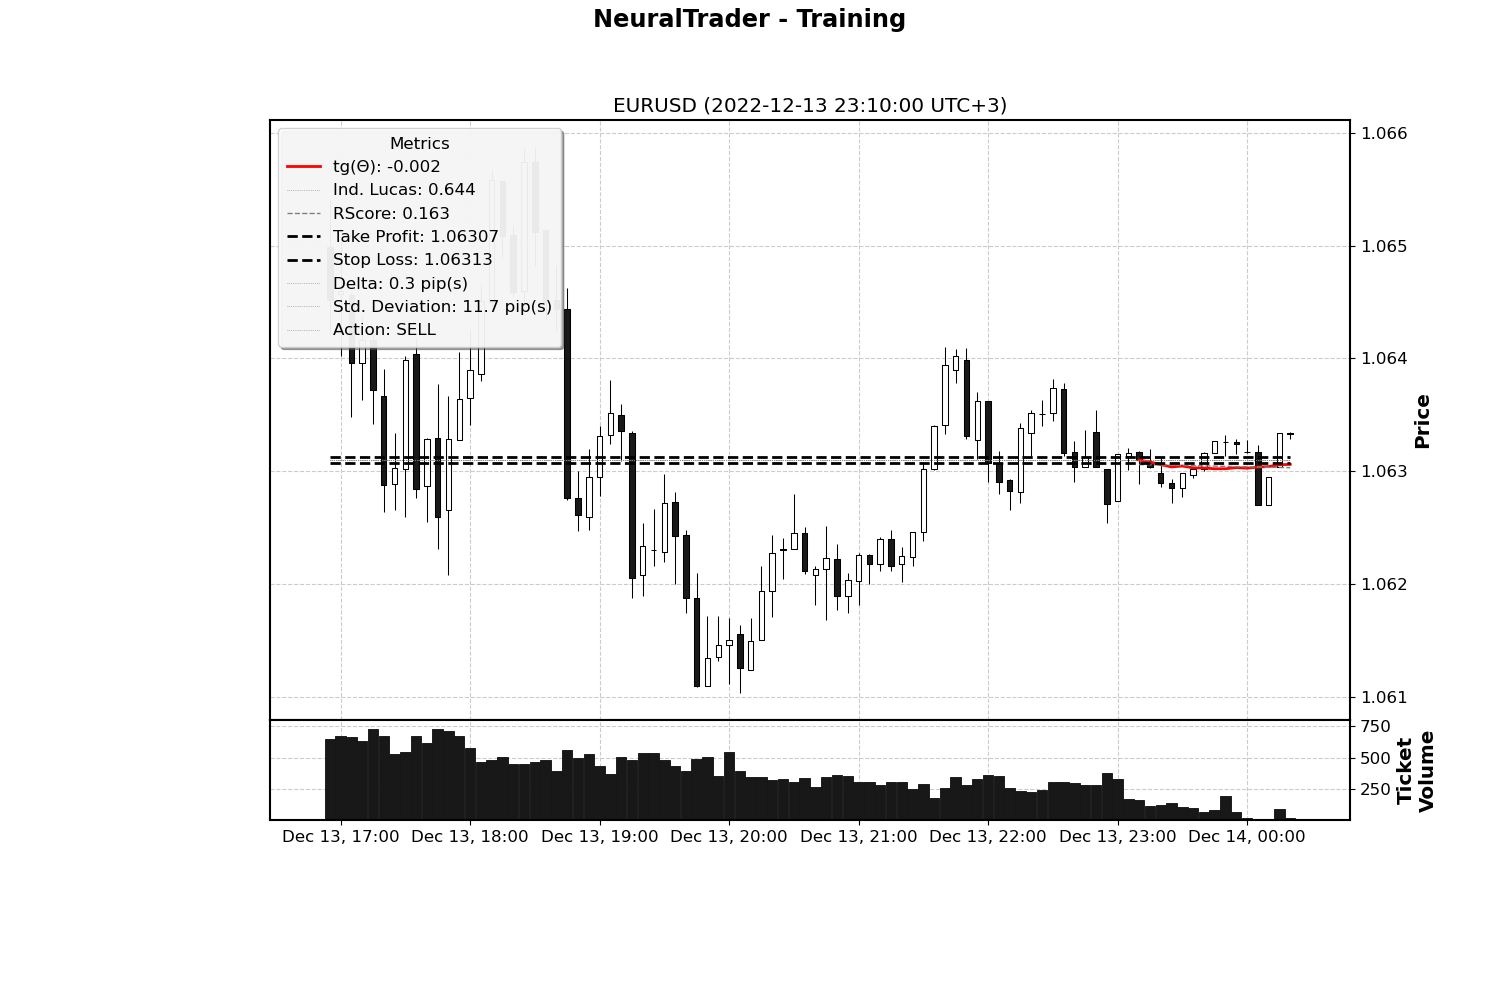 NeuralTrader - Training
EURUSD (2022-12-13 23:10:00 UTC+3)
Metrics
tg(Θ): -0.002
Ind. Lucas: 0.644
RScore: 0.163
Take Profit: 1.06307
Stop Loss: 1.06313
Delta: 0.3 pip(s)
Std. Deviation: 11.7 pip(s)
Action: SELL
1.066
1.065
1.064
1.063
1.062
1.061
Price
750
500
250
Ticket
Volume
Dec 13, 17:00 Dec 13, 18:00 Dec 13, 19:00 Dec 13, 20:00 Dec 13, 21:00 Dec 13, 22:00 Dec 13, 23:00 Dec 14, 00:00